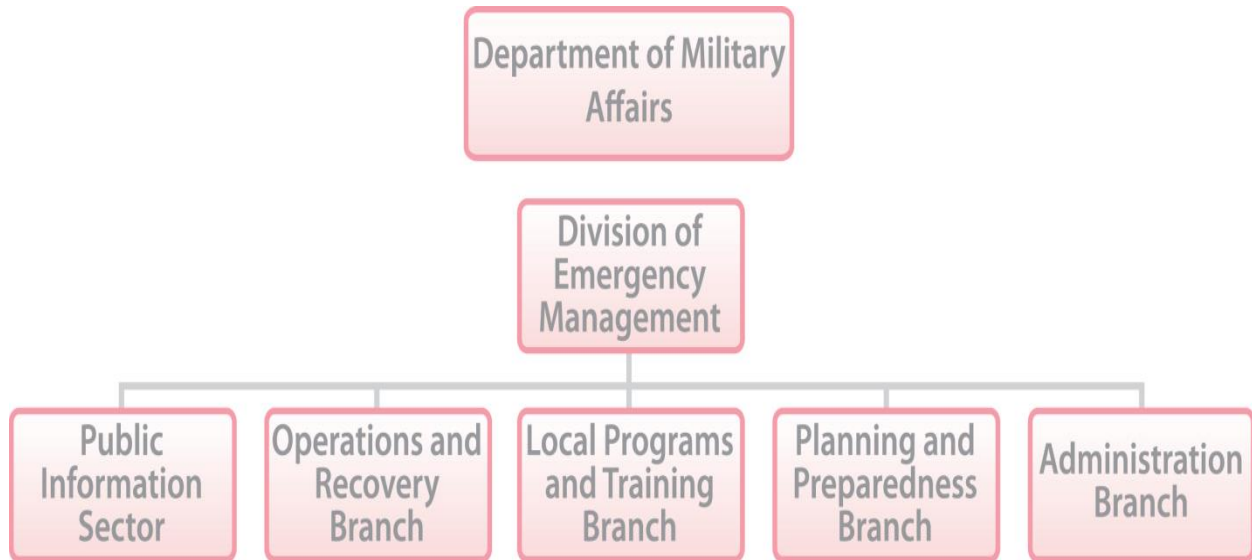 Department of Military
Affairs
Division of
Emergency
Management
Public
Information
Sector
Operations and
Recovery
Branch
Local Programs
and Training
Branch
Planning and
Preparedness
Branch
Administration
Branch